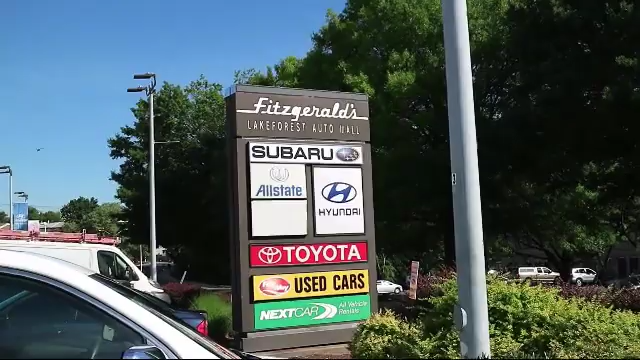 Fitzgerald's
LAKEFOREST AUTO MALL
SUBARU
Allstate
HYUNDAI
TOYOTA
USED CARS
NEXTCAR
All Vehicle
Rentals